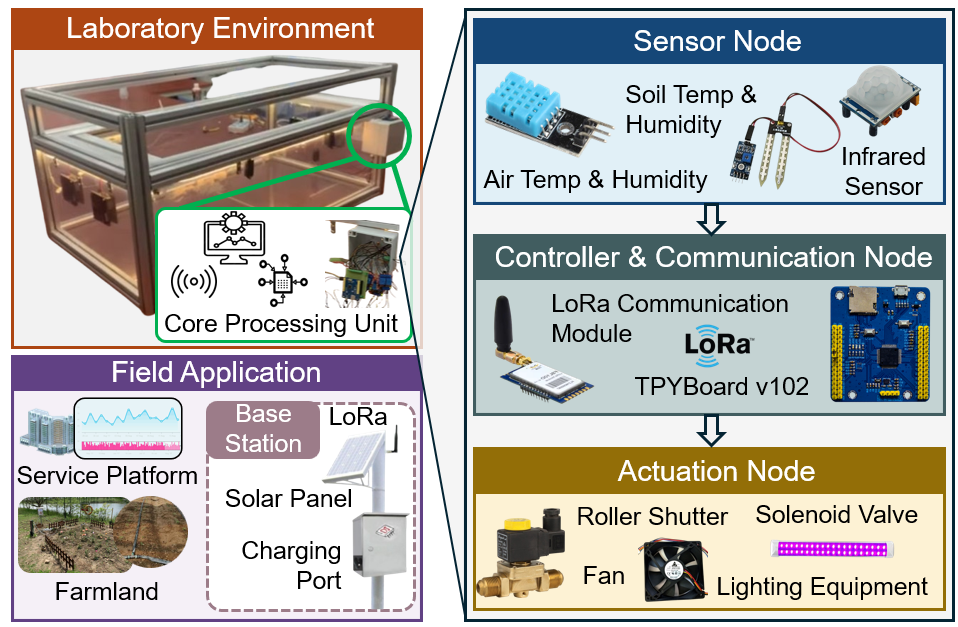 Laboratory Environment
Core Processing Unit
Field Application
Service Platform
Farmland
Base
Station
LoRa
Solar Panel
Charging
Port
Sensor Node
Air Temp & Humidity
Soil Temp &
Humidity
Infrared
Sensor
Controller & Communication Node
LoRa Communication
Module
LoRa™
TPYBoard v102
Actuation Node
Roller Shutter
Solenoid Valve
Fan
Lighting Equipment